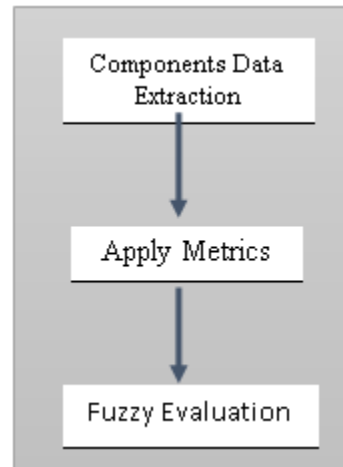 Components Data
Extraction
Apply Metrics
Fuzzy Evaluation